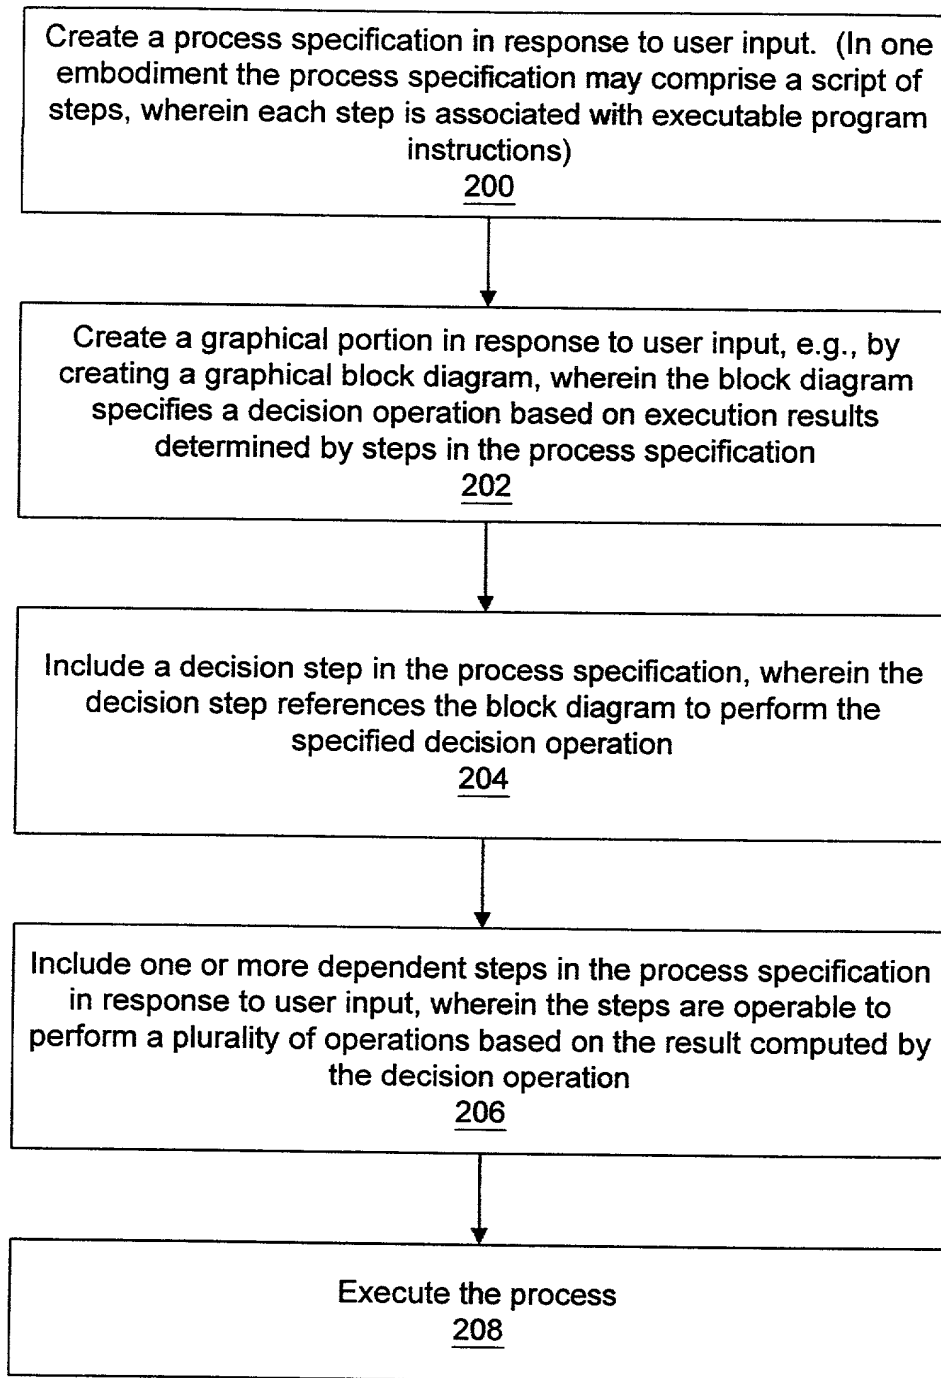 Create a process specification in response to user input.  (In one
embodiment the process specification may comprise a script of
steps, wherein each step is associated with executable program
instructions)
200
Create a graphical portion in response to user input, e.g., by
creating a graphical block diagram, wherein the block diagram
specifies a decision operation based on execution results
determined by steps in the process specification
202
Include a decision step in the process specification, wherein the
decision step references the block diagram to perform the
specified decision operation
204
Include one or more dependent steps in the process specification
in response to user input, wherein the steps are operable to
perform a plurality of operations based on the result computed by
the decision operation
206
Execute the process
208